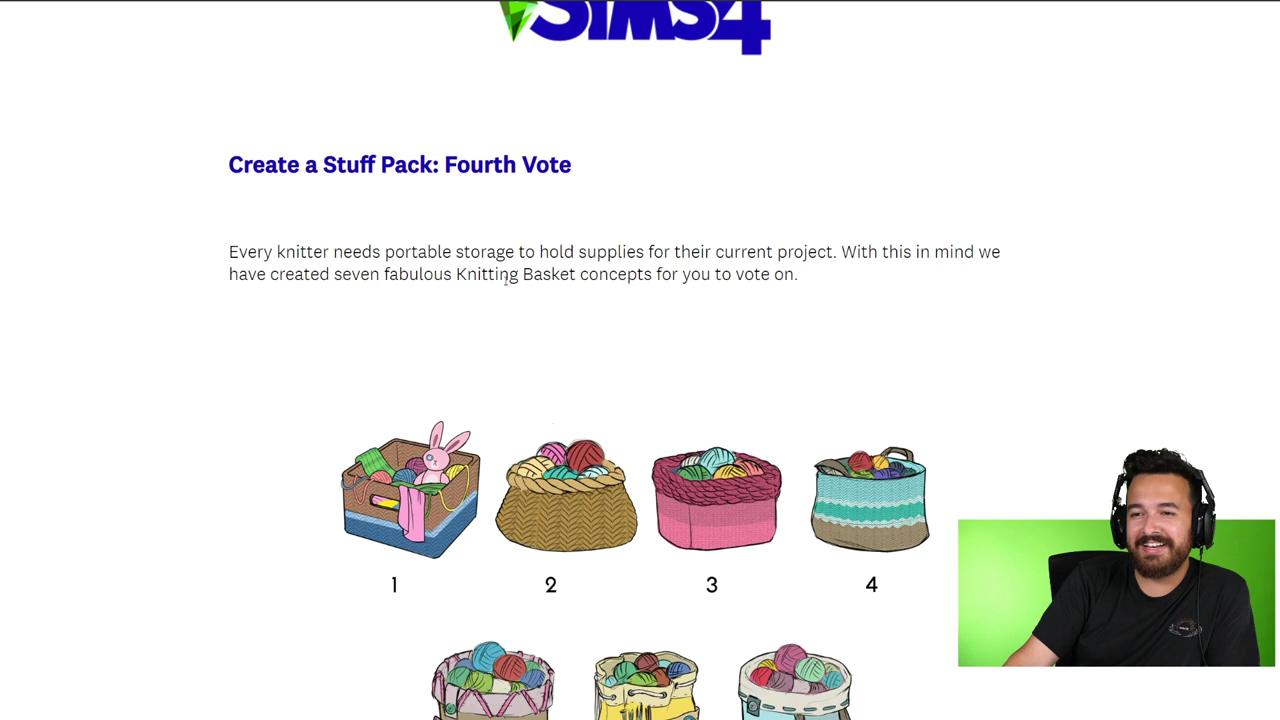 SIMS4
Create a Stuff Pack: Fourth Vote
Every knitter needs portable storage to hold supplies for their current project. With this in mind we
have created seven fabulous Knitting Basket concepts for you to vote on.
1 2 3 4